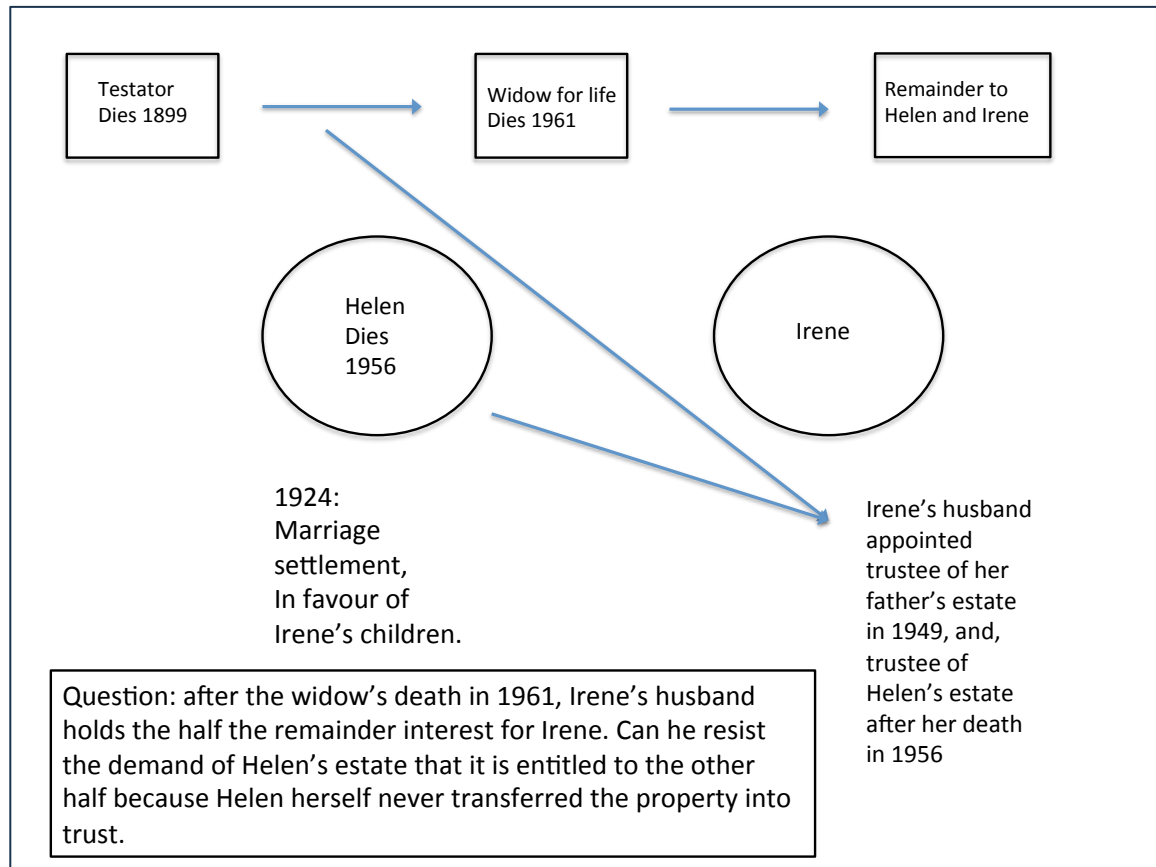 Testator
Dies 1899
Widow for life
Dies 1961
Remainder to
Helen and Irene
Helen
Dies
1956
Irene
1924:
Marriage
settlement,
In favour of
Irene’s children.
Irene’s husband
appointed
trustee of her
father’s estate
in 1949, and,
trustee of
Helen’s estate
after her death
in 1956
Question: after the widow’s death in 1961, Irene’s husband
holds the half the remainder interest for Irene. Can he resist
the demand of Helen’s estate that it is entitled to the other
half because Helen herself never transferred the property into
trust.